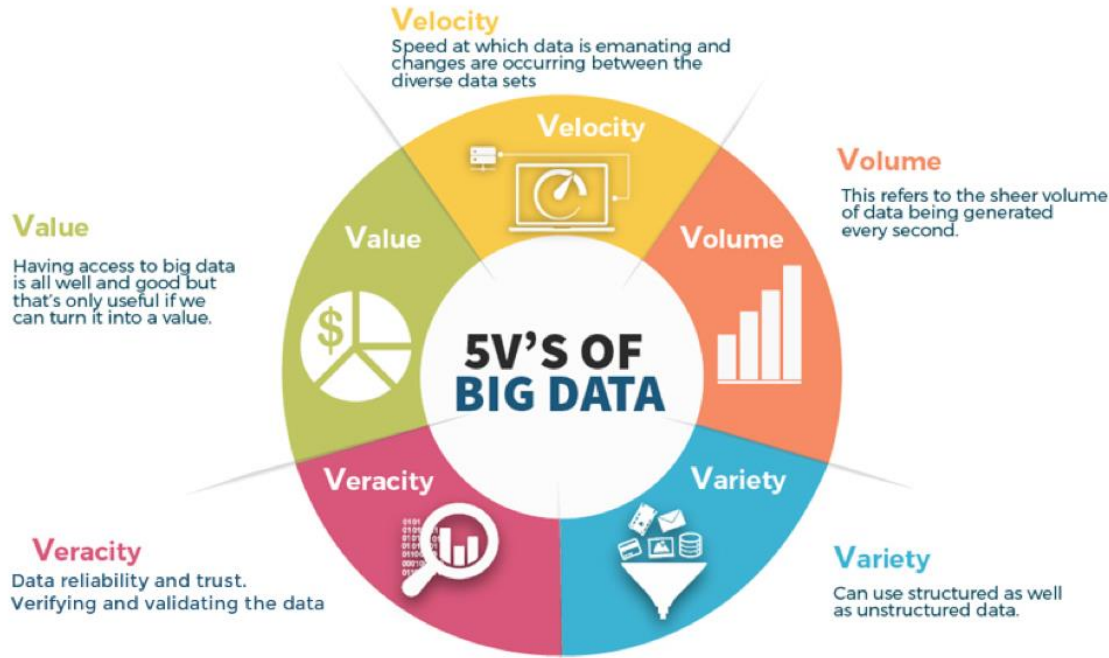 Velocity
Speed at which data is emanating and
changes are occurring between the
diverse data sets
Velocity
Volume
This refers to the sheer volume
of data being generated
every second.
Volume
Value
Having access to big data
is all well and good but
that's only useful if we
can turn it into a value.
Value
$
5V'S OF
BIG DATA
Veracity
Variety
Veracity
Data reliability and trust.
Verifying and validating the data
Variety
Can use structured as well
as unstructured data.